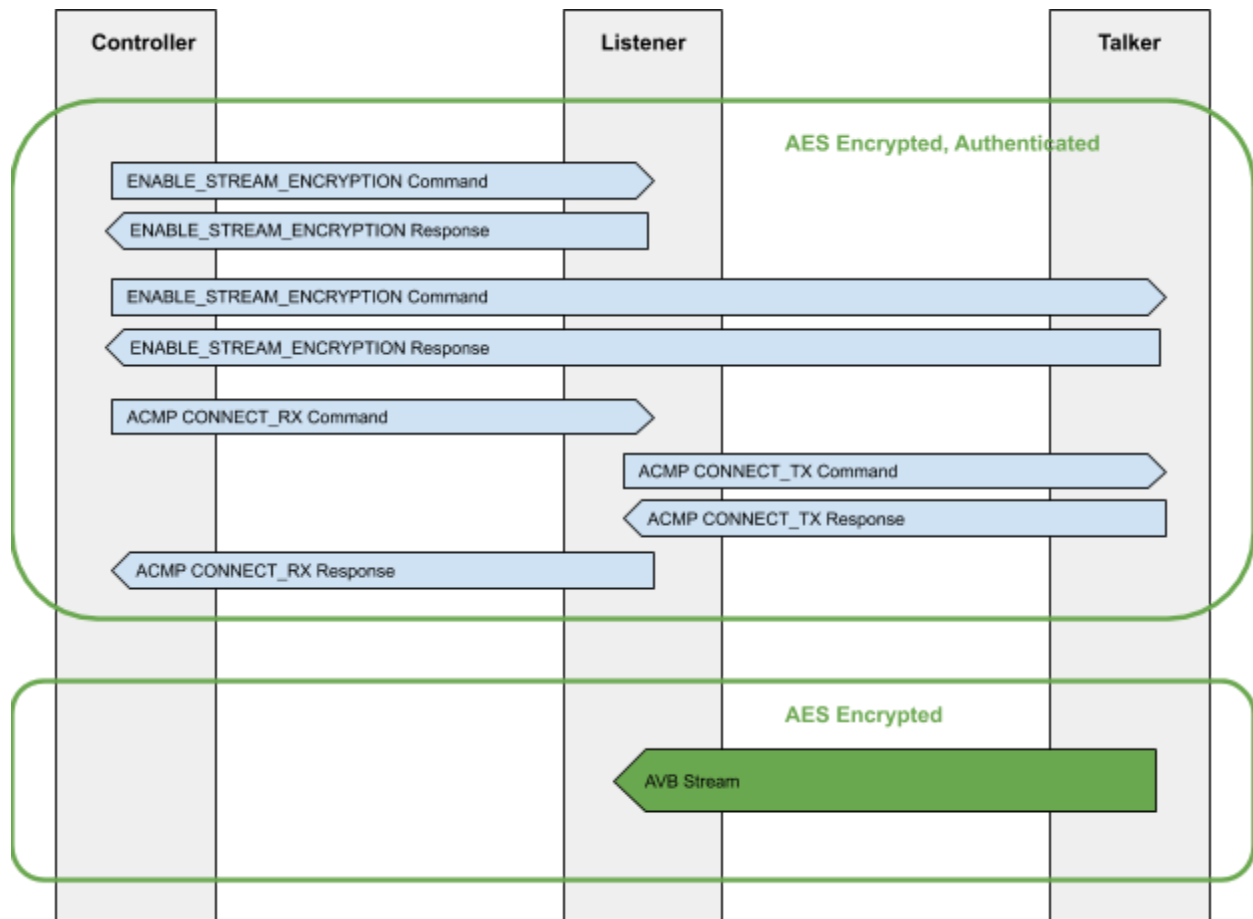 Controller
Listener
Talker
AES Encrypted, Authenticated
ENABLE_STREAM_ENCRYPTION Command
ENABLE_STREAM_ENCRYPTION Response
ENABLE_STREAM_ENCRYPTION Command
ENABLE_STREAM_ENCRYPTION Response
ACMP CONNECT_RX Command
ACMP CONNECT_TX Command
ACMP CONNECT_TX Response
ACMP CONNECT_RX Response
AES Encrypted
AVB Stream